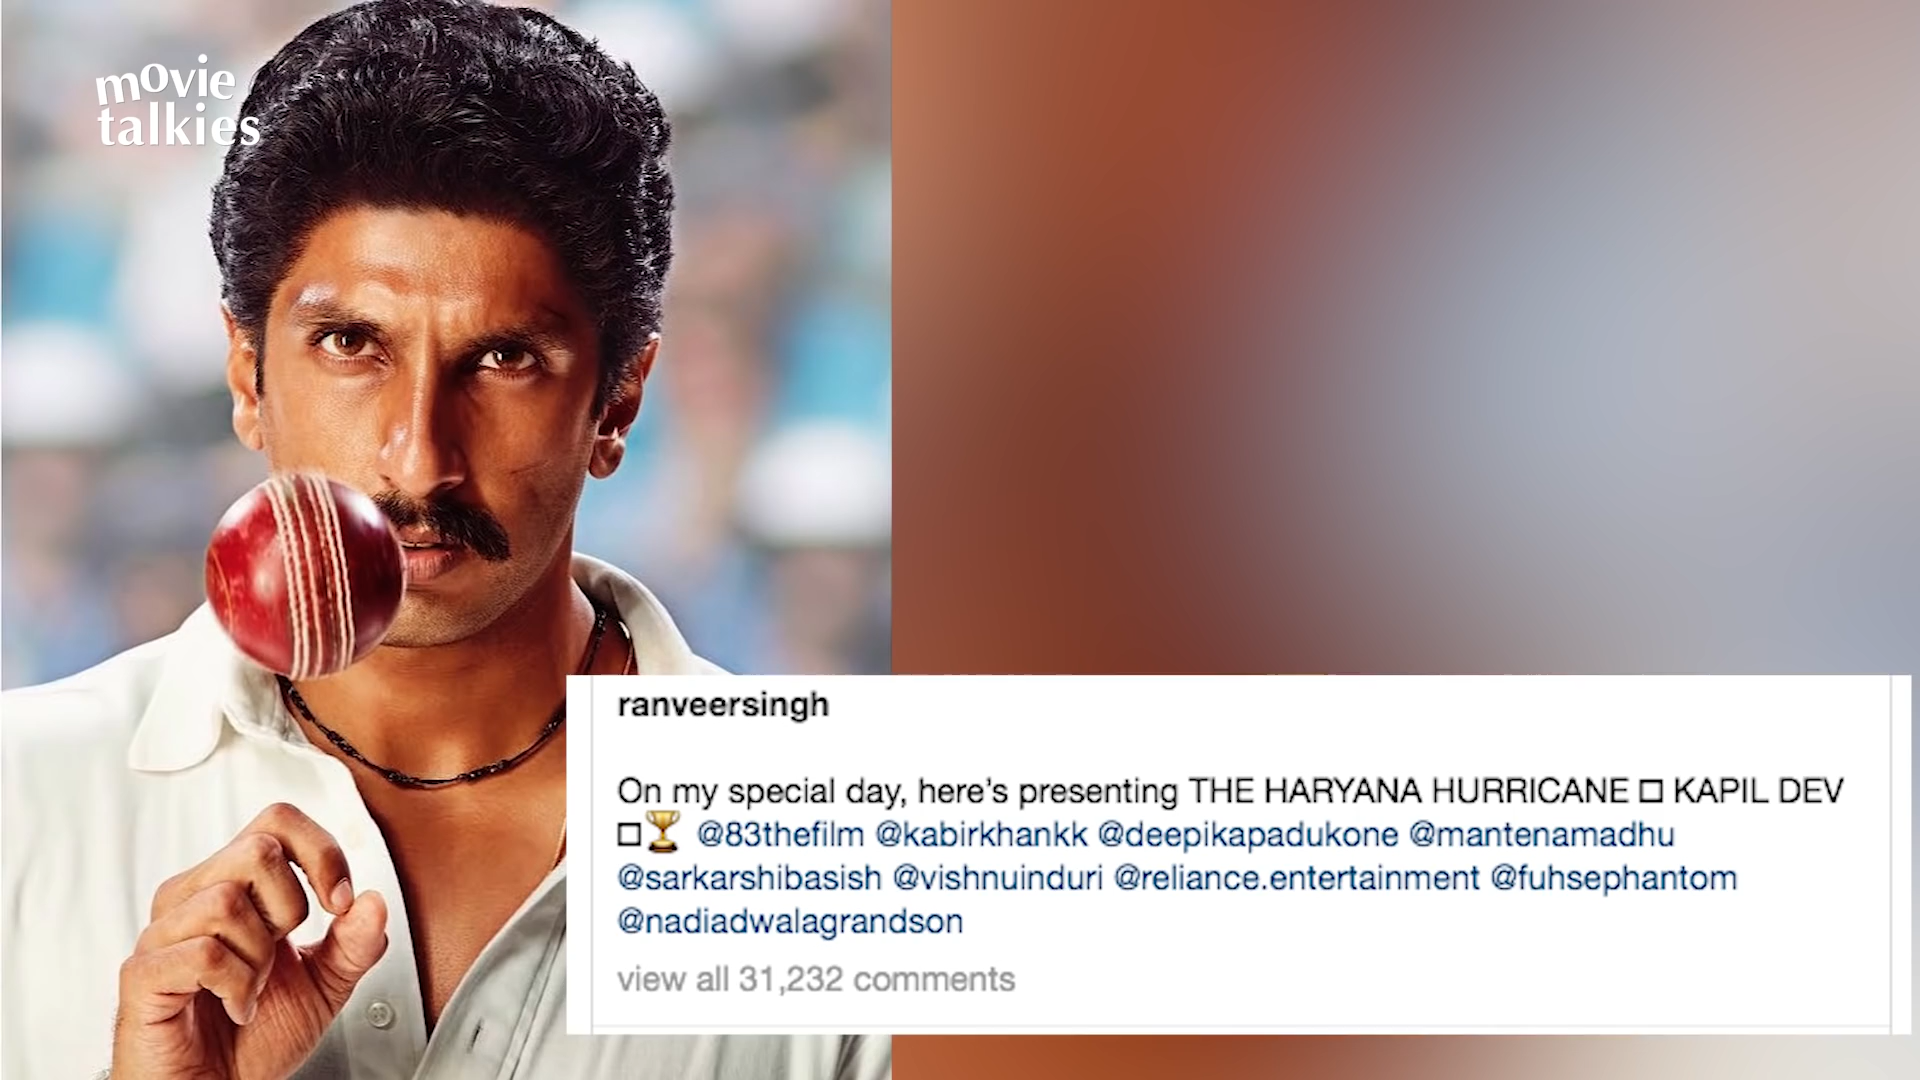 movie
talkies
ranveersingh
On my special day, here's presenting THE HARYANA HURRICANE □ KAPIL DEV
□🏆 @83thefilm @kabirkhankk @deepikapadukone @mantenamadhu
@sarkarshibasish @vishnuinduri @reliance.entertainment @fuhsephantom
@nadiadwalagrandson
view all 31,232 comments